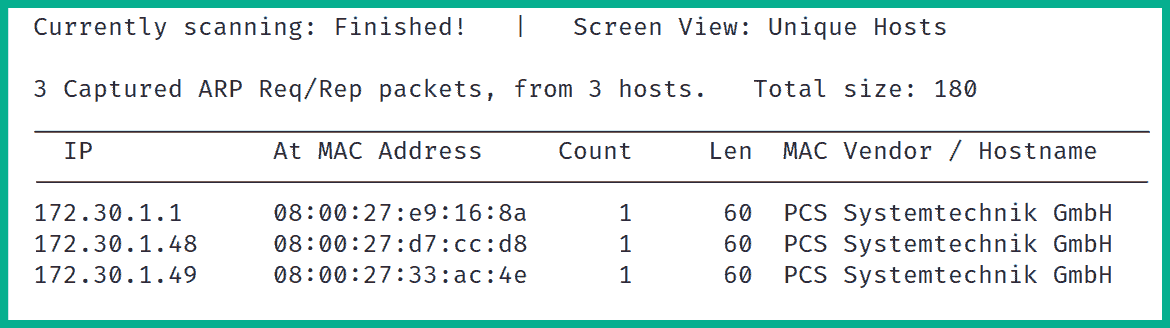 Currently scanning: Finished!   |   Screen View: Unique Hosts
3 Captured ARP Req/Rep packets, from 3 hosts.   Total size: 180
IP            At MAC Address     Count     Len  MAC Vendor / Hostname
172.30.1.1      08:00:27:e9:16:8a      1      60  PCS Systemtechnik GmbH
172.30.1.48     08:00:27:d7:cc:d8      1      60  PCS Systemtechnik GmbH
172.30.1.49     08:00:27:33:ac:4e      1      60  PCS Systemtechnik GmbH